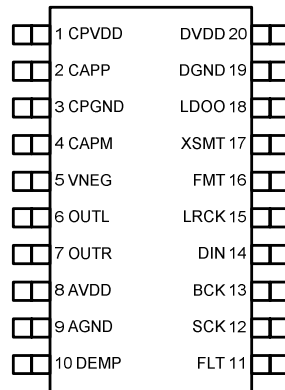 1 CPVDD DVDD 20
2 CAPP DGND 19
3 CPGND LDOO 18
4 CAPM XSMT 17
5 VNEG FMT 16
6 OUTL LRCK 15
7 OUTR DIN 14
8 AVDD BCK 13
9 AGND SCK 12
10 DEMP FLT 11